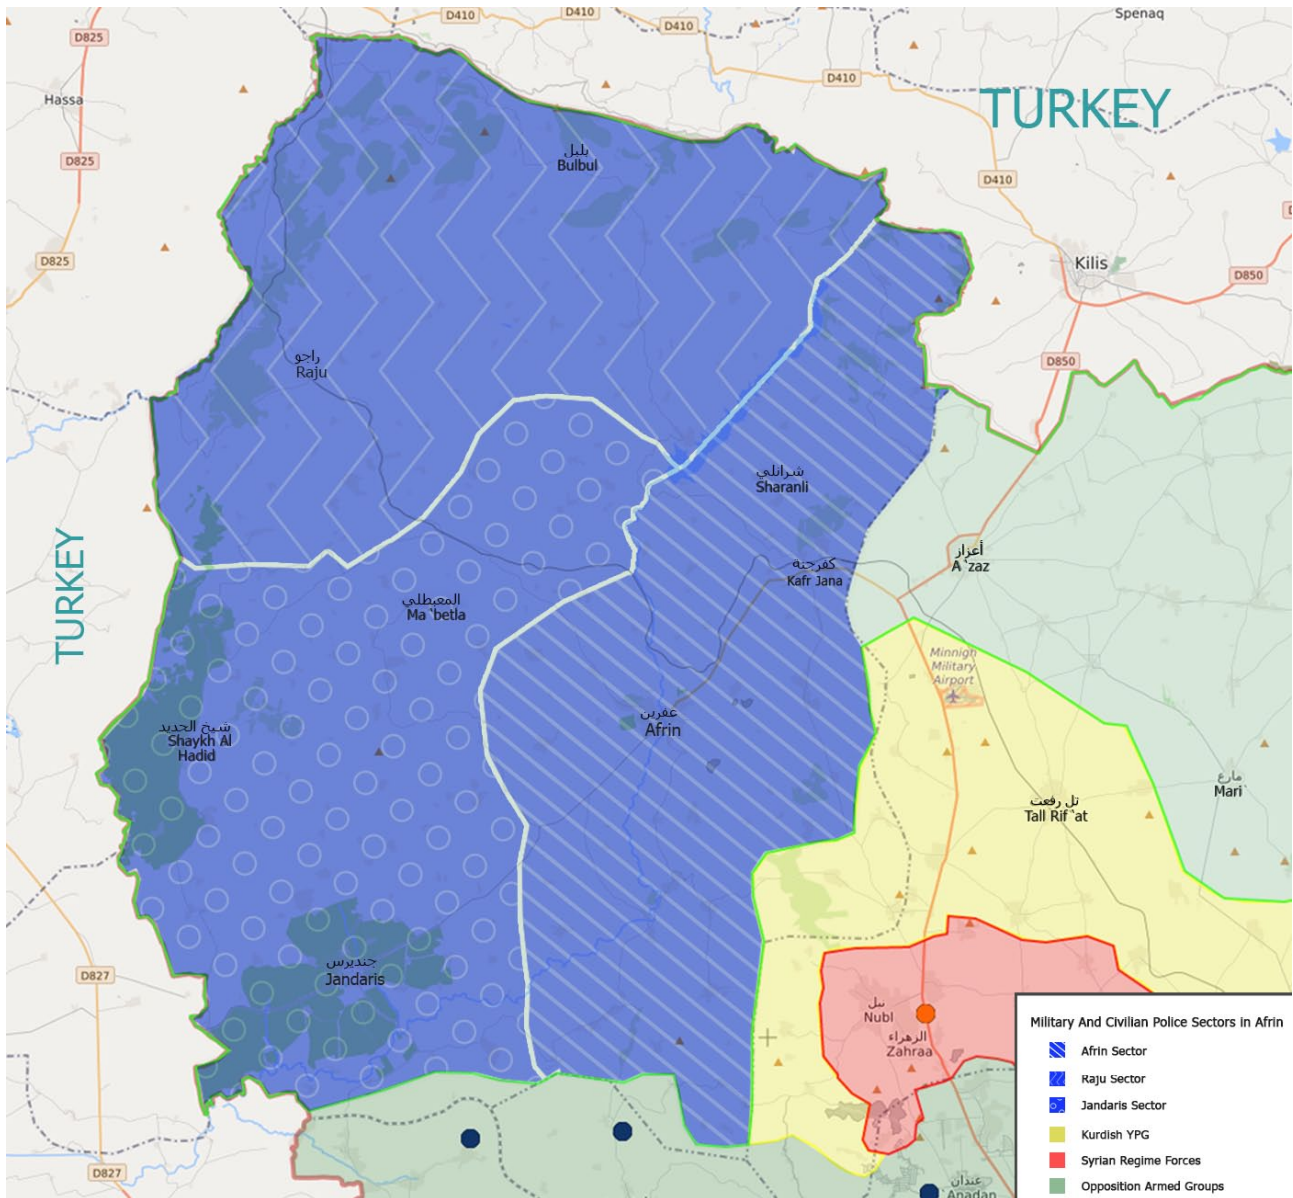 D410
D410
Spenaq
D825
D410
D410
Hassa
TURKEY
D825
بلبل
Bulbul
D410
D825
Kilis
D850
D850
راجو
Raju
D850
شرانلي
Sharanli
TURKEY
أعزاز
A`zaz
كفرجنة
Kafr Jana
المعبطلي
Ma`betla
Minnigh
Military
Airport
عفرين
Afrin
شيخ الحديد
Shaykh Al
Hadid
مارع
Mari`
تل رفعت
Tall Rif`at
جنديرس
Jandaris
D827
نبل
Nubl
الزهراء
Zahraa
Military And Civilian Police Sectors in Afrin
Afrin Sector
Raju Sector
Jandaris Sector
Kurdish YPG
Syrian Regime Forces
Opposition Armed Groups
D827
عندان
Anadan